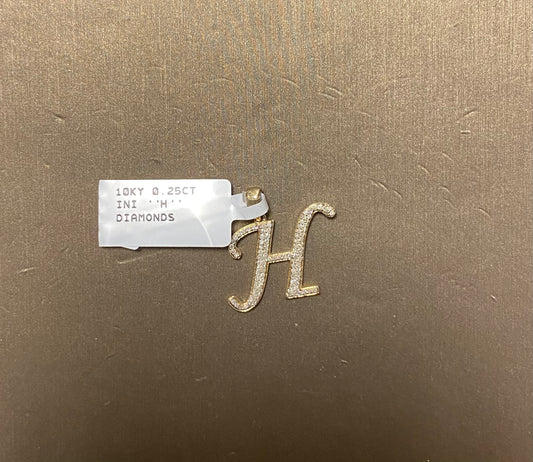 10KY 0.25CT
INI ''H''
DIAMONDS
H